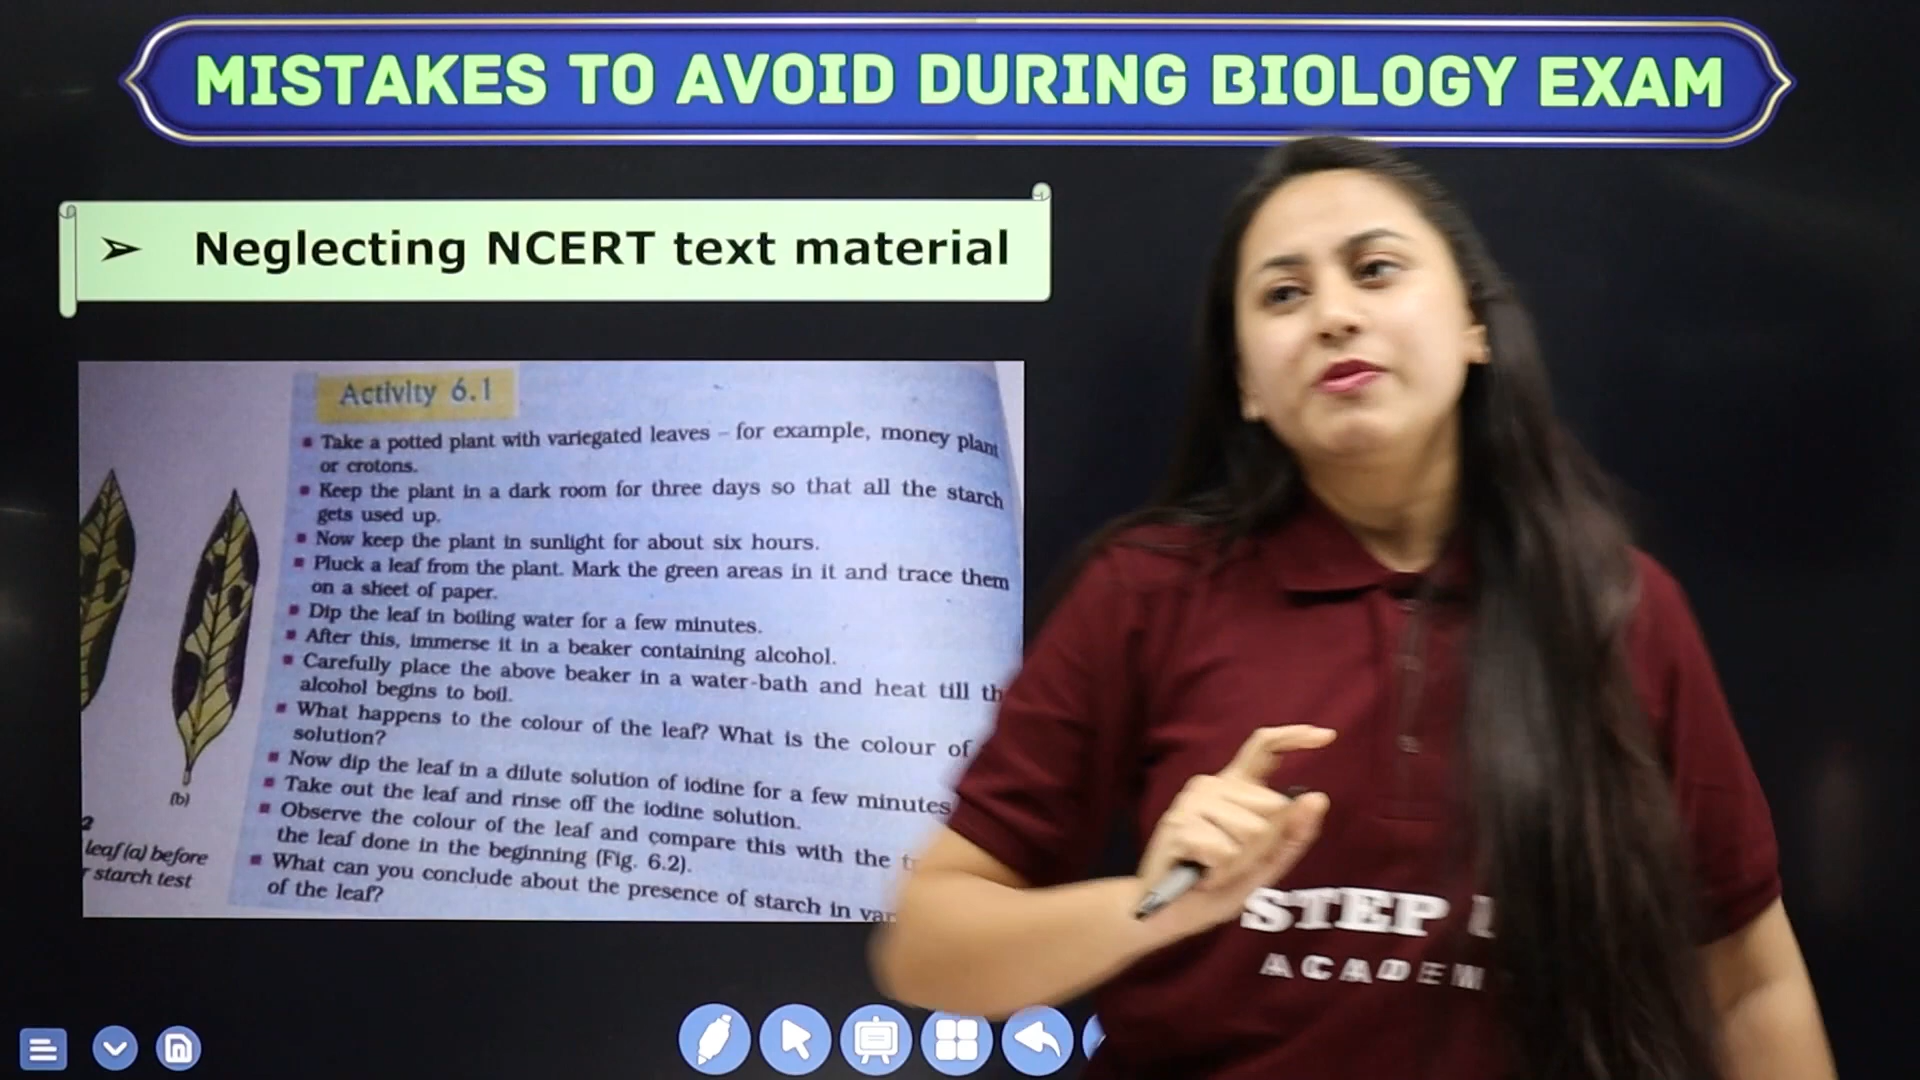 MISTAKES TO AVOID DURING BIOLOGY EXAM
➢ Neglecting NCERT text material
Activity 6.1
▪ Take a potted plant with variegated leaves – for example, money plant
or crotons.
▪ Keep the plant in a dark room for three days so that all the starch
gets used up.
▪ Now keep the plant in sunlight for about six hours.
▪ Pluck a leaf from the plant. Mark the green areas in it and trace them
on a sheet of paper.
▪ Dip the leaf in boiling water for a few minutes.
▪ After this, immerse it in a beaker containing alcohol.
▪ Carefully place the above beaker in a water-bath and heat till th
alcohol begins to boil.
▪ What happens to the colour of the leaf? What is the colour of
solution?
▪ Now dip the leaf in a dilute solution of iodine for a few minutes
▪ Take out the leaf and rinse off the iodine solution.
▪ Observe the colour of the leaf and compare this with the
the leaf done in the beginning (Fig. 6.2).
▪ What can you conclude about the presence of starch in var
of the leaf?
(b)
2
leaf (a) before
starch test
STEP
ACADEM